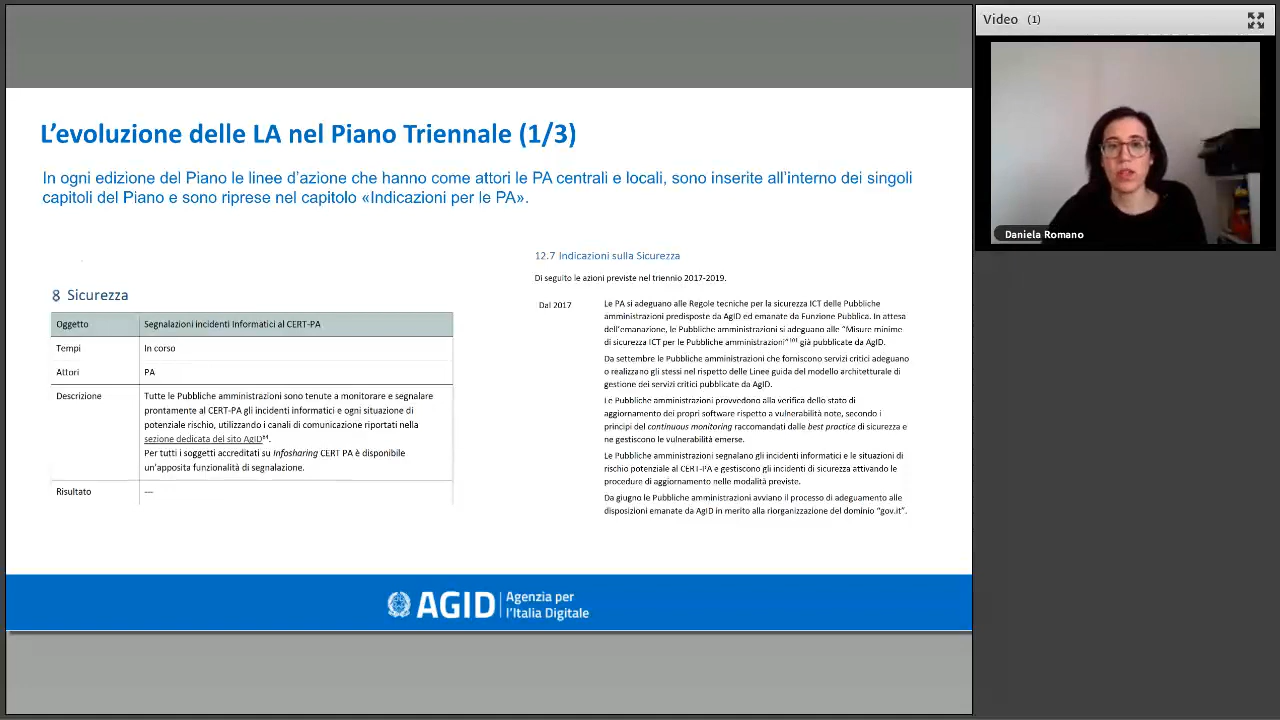 Video (1)
Daniela Romano
L'evoluzione delle LA nel Piano Triennale (1/3)
In ogni edizione del Piano le linee d'azione che hanno come attori le PA centrali e locali, sono inserite all'interno dei singoli
capitoli del Piano e sono riprese nel capitolo «Indicazioni per le PA».
8 Sicurezza
Oggetto Segnalazioni incidenti Informatici al CERT-PA
Tempi In corso
Attori PA
Descrizione Tutte le Pubbliche amministrazioni sono tenute a monitorare e segnalare
prontamente al CERT-PA gli incidenti informatici e ogni situazione di
potenziale rischio, utilizzando i canali di comunicazione riportati nella
sezione dedicata del sito AgID.
Per tutti i soggetti accreditati su Infosharing CERT PA è disponibile
un'apposita funzionalità di segnalazione.
Risultato ---
12.7 Indicazioni sulla Sicurezza
Di seguito le azioni previste nel triennio 2017-2019.
Dal 2017 Le PA si adeguano alle Regole tecniche per la sicurezza ICT delle Pubbliche
amministrazioni predisposte da AgID ed emanate da Funzione Pubblica. In attesa
dell'emanazione, le Pubbliche amministrazioni si adeguano alle "Misure minime
di sicurezza ICT per le Pubbliche amministrazioni"¹⁰¹ già pubblicate da AgID.
Da settembre le Pubbliche amministrazioni che forniscono servizi critici adeguano
o realizzano gli stessi nel rispetto delle Linee guida del modello architetturale di
gestione dei servizi critici pubblicate da AgID.
Le Pubbliche amministrazioni provvedono alla verifica dello stato di
aggiornamento dei propri software rispetto a vulnerabilità note, secondo i
principi del continuous monitoring raccomandati dalle best practice di sicurezza e
ne gestiscono le vulnerabilità emerse.
Le Pubbliche amministrazioni segnalano gli incidenti informatici e le situazioni di
rischio potenziale al CERT-PA e gestiscono gli incidenti di sicurezza attivando le
procedure di aggiornamento nelle modalità previste.
Da giugno le Pubbliche amministrazioni avviano il processo di adeguamento alle
disposizioni emanate da AgID in merito alla riorganizzazione del dominio "gov.it".
AGID Agenzia per
l'Italia Digitale